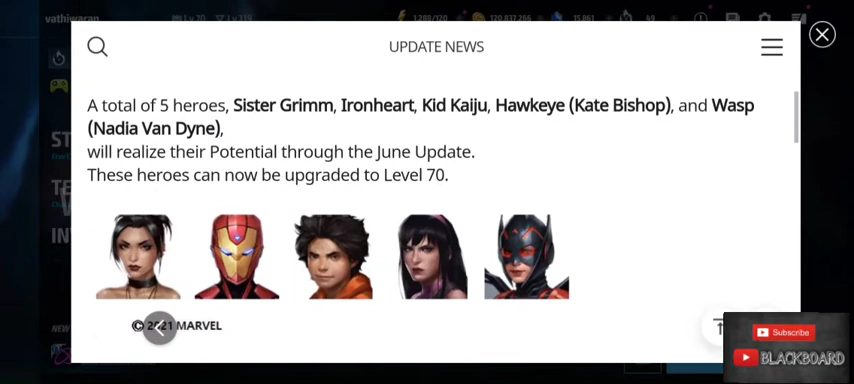 vathiwaran
UPDATE NEWS
A total of 5 heroes, Sister Grimm, Ironheart, Kid Kaiju, Hawkeye (Kate Bishop), and Wasp
(Nadia Van Dyne),
will realize their Potential through the June Update.
These heroes can now be upgraded to Level 70.
© 2021 MARVEL
Subscribe
BLACKBOARD